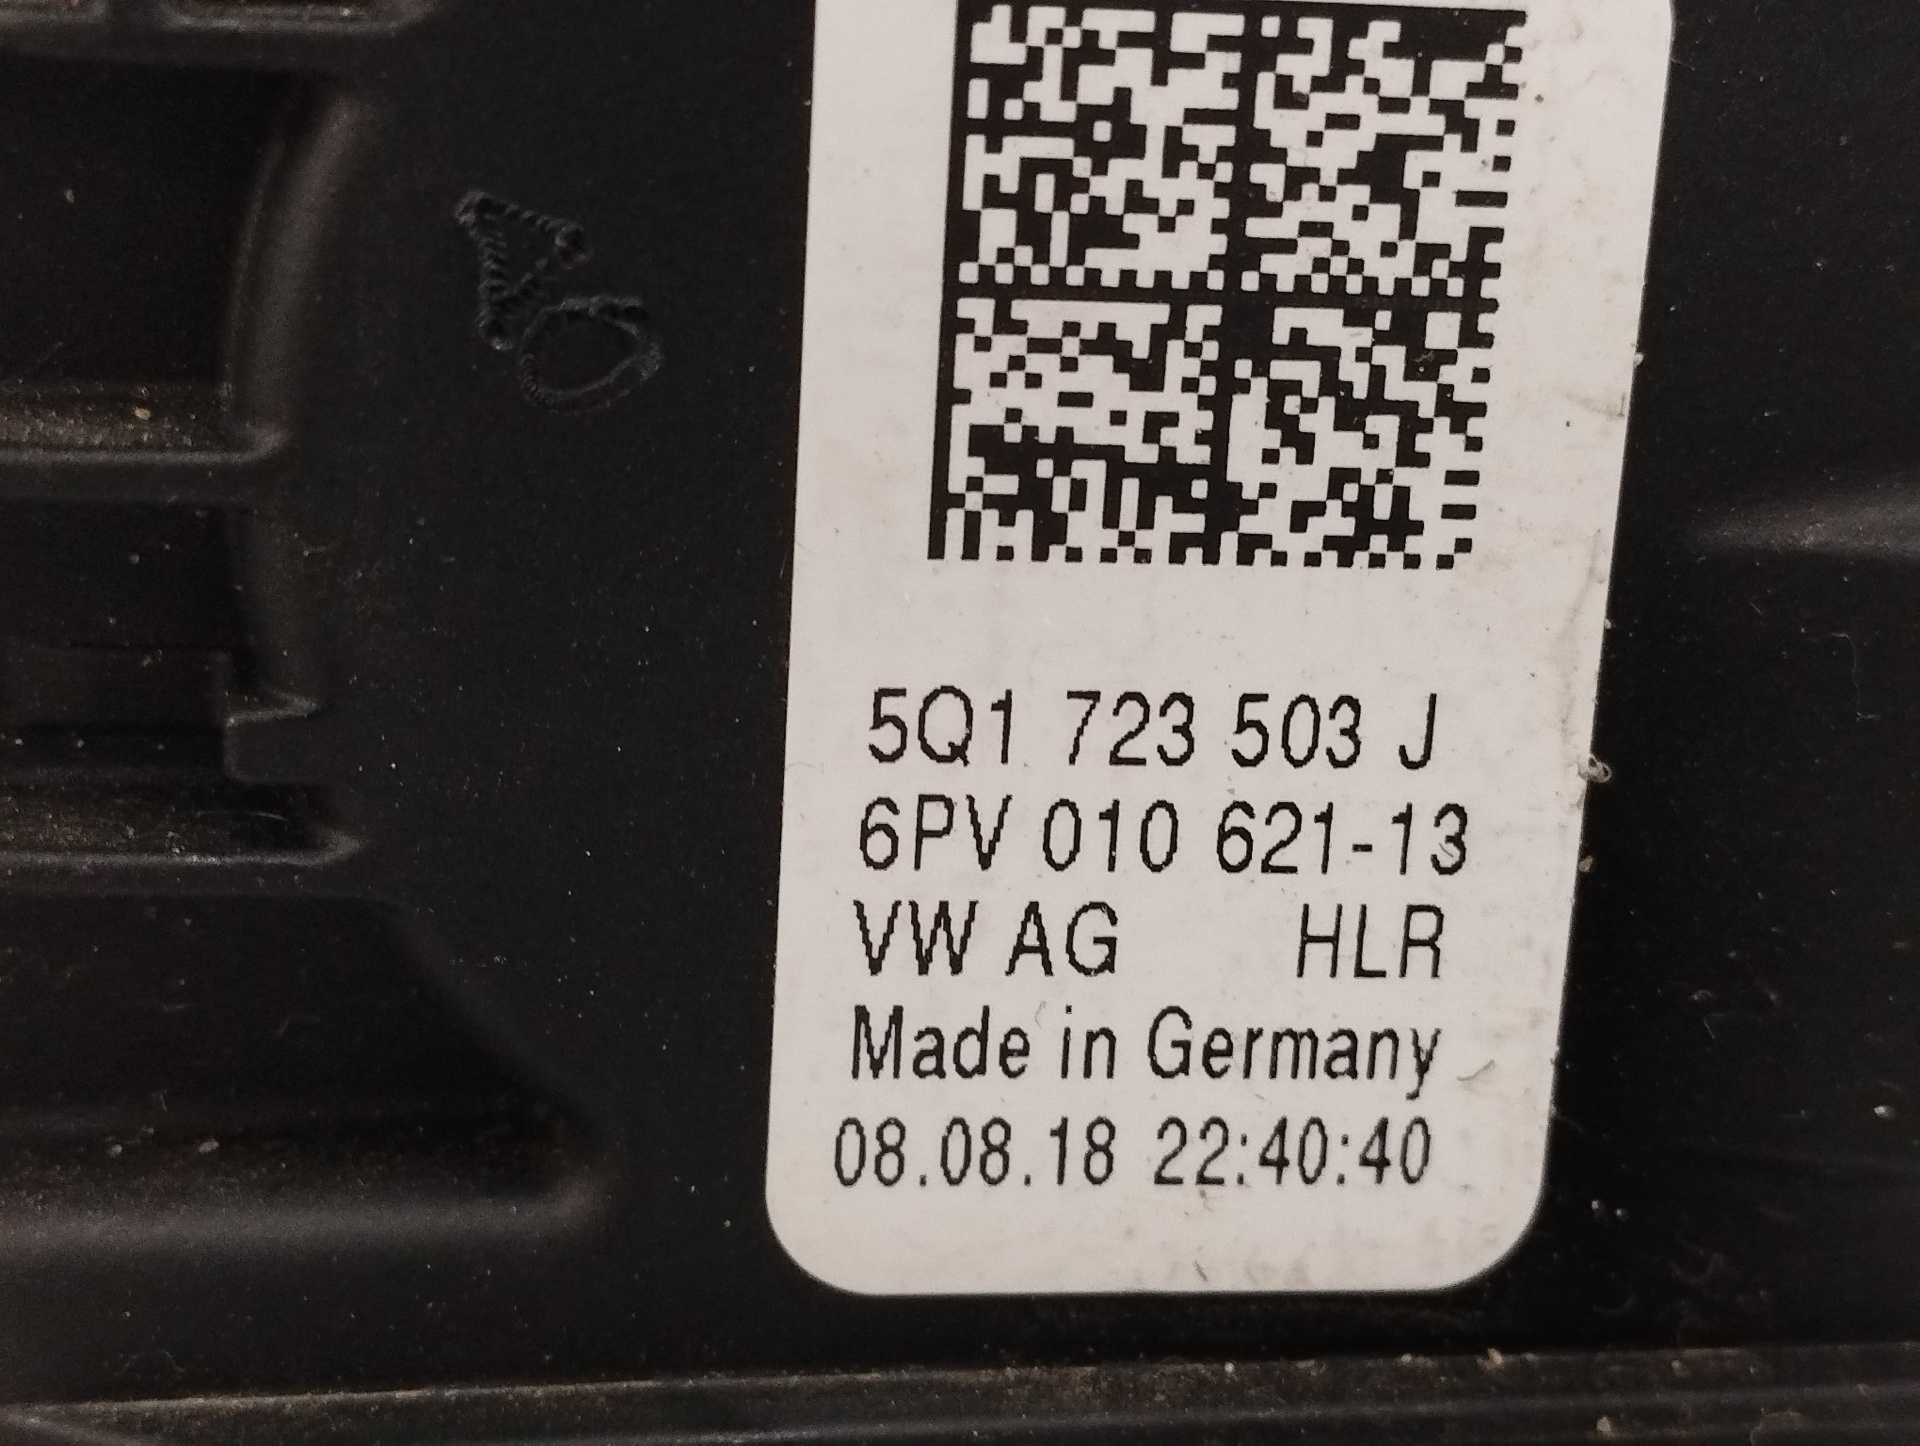 5Q1 723 503 J
6PV 010 621-13
VW AG HLR
Made in Germany
08.08.18 22:40:40